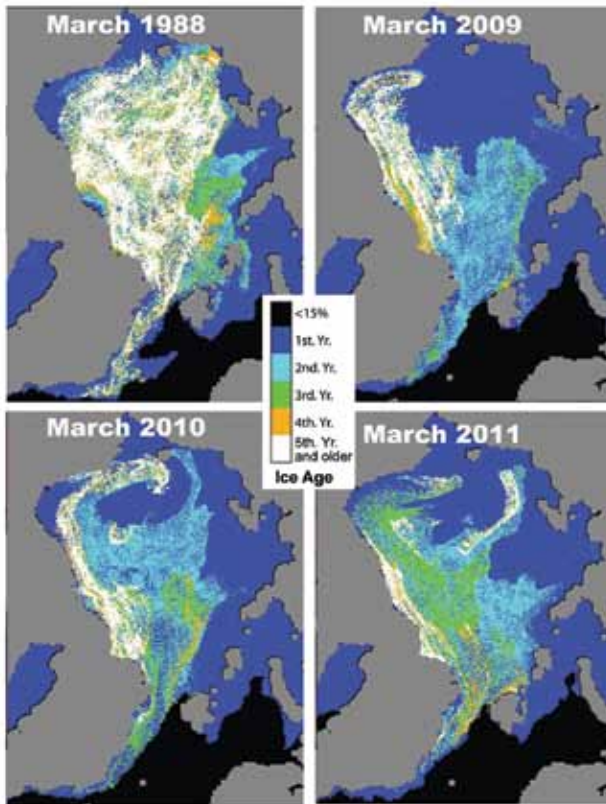 March 1988
March 2009
<15%
1st. Yr.
2nd. Yr.
3rd. Yr.
4th. Yr.
5th. Yr.
and older
Ice Age
March 2010
March 2011